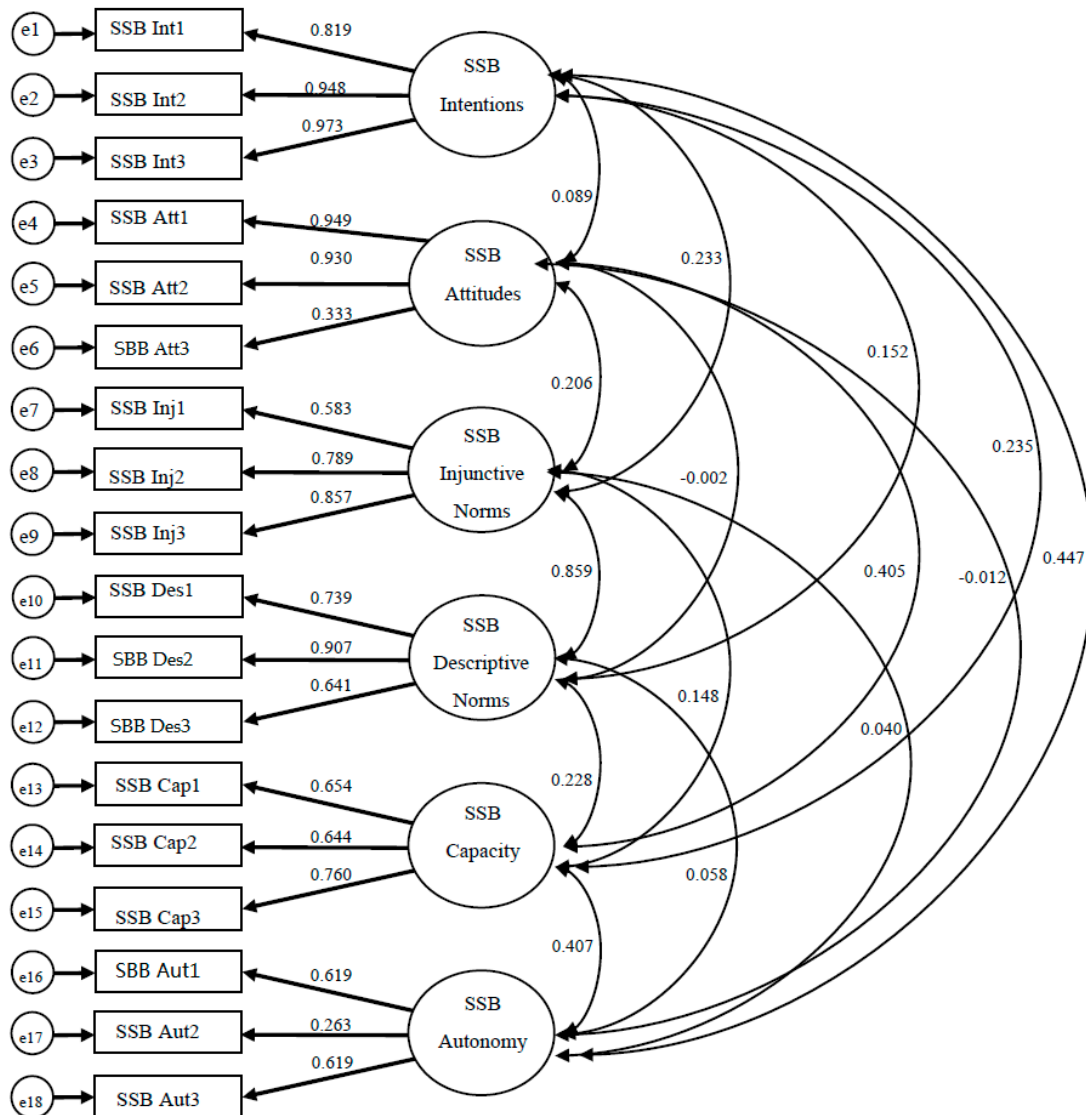 e1
SSB Int1
0.819
SSB
Intentions
e2
SSB Int2
0.948
e3
SSB Int3
0.973
0.089
e4
SSB Att1
0.949
SSB
Attitudes
e5
SSB Att2
0.930
e6
SBB Att3
0.333
0.233
0.152
0.206
e7
SSB Inj1
0.583
SSB
Injunctive
Norms
e8
SSB Inj2
0.789
e9
SSB Inj3
0.857
-0.002
0.235
0.447
-0.012
0.405
0.859
e10
SSB Des1
0.739
SSB
Descriptive
Norms
e11
SBB Des2
0.907
e12
SBB Des3
0.641
0.148
0.040
0.228
e13
SSB Cap1
0.654
SSB
Capacity
e14
SSB Cap2
0.644
e15
SSB Cap3
0.760
0.058
0.407
e16
SBB Aut1
0.619
SSB
Autonomy
e17
SSB Aut2
0.263
e18
SSB Aut3
0.619